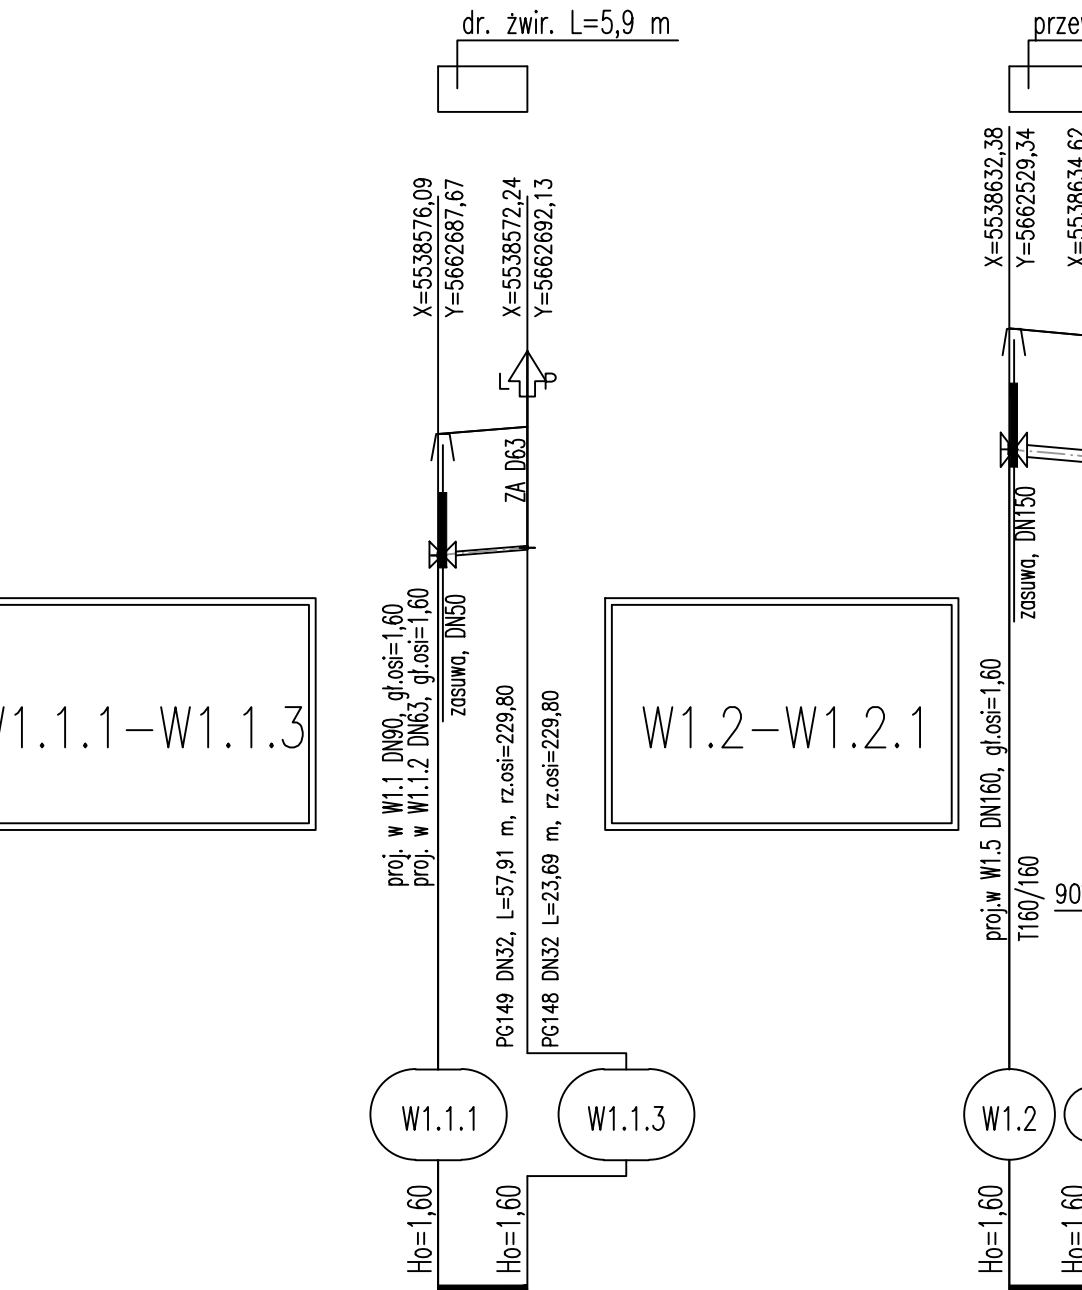 dr. żwir. L=5,9 m
X=5538576,09
Y=5662687,67
X=5538572,24
Y=5662692,13
L P
ZA D63
zasuwa, DN50
proj. w W1.1 DN90, gł.osi=1,60
proj. w W1.1.2 DN63, gł.osi=1,60
PG149 DN32, L=57,91 m, rz.osi=229,80
PG148 DN32 L=23,69 m, rz.osi=229,80
W1.1.1-W1.1.3
W1.1.1
W1.1.3
Ho=1,60
Ho=1,60
X=5538632,38
Y=5662529,34
X=5538634,62
zasuwa, DN150
W1.2-W1.2.1
proj.w W1.5 DN160, gł.osi=1,60
T160/160
90
W1.2
Ho=1,60
Ho=1,60